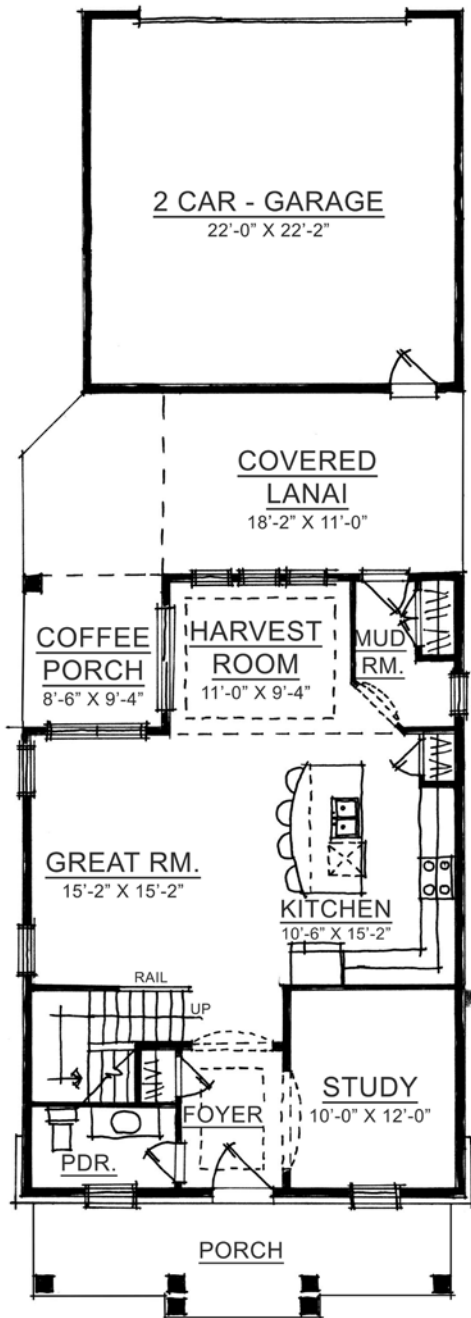 2 CAR - GARAGE
22'-0" X 22'-2"
COVERED
LANAI
18'-2" X 11'-0"
COFFEE
PORCH
8'-6" X 9'-4"
HARVEST
ROOM
11'-0" X 9'-4"
MUD
RM.
GREAT RM.
15'-2" X 15'-2"
KITCHEN
10'-6" X 15'-2"
RAIL
UP
FOYER
STUDY
10'-0" X 12'-0"
PDR.
PORCH